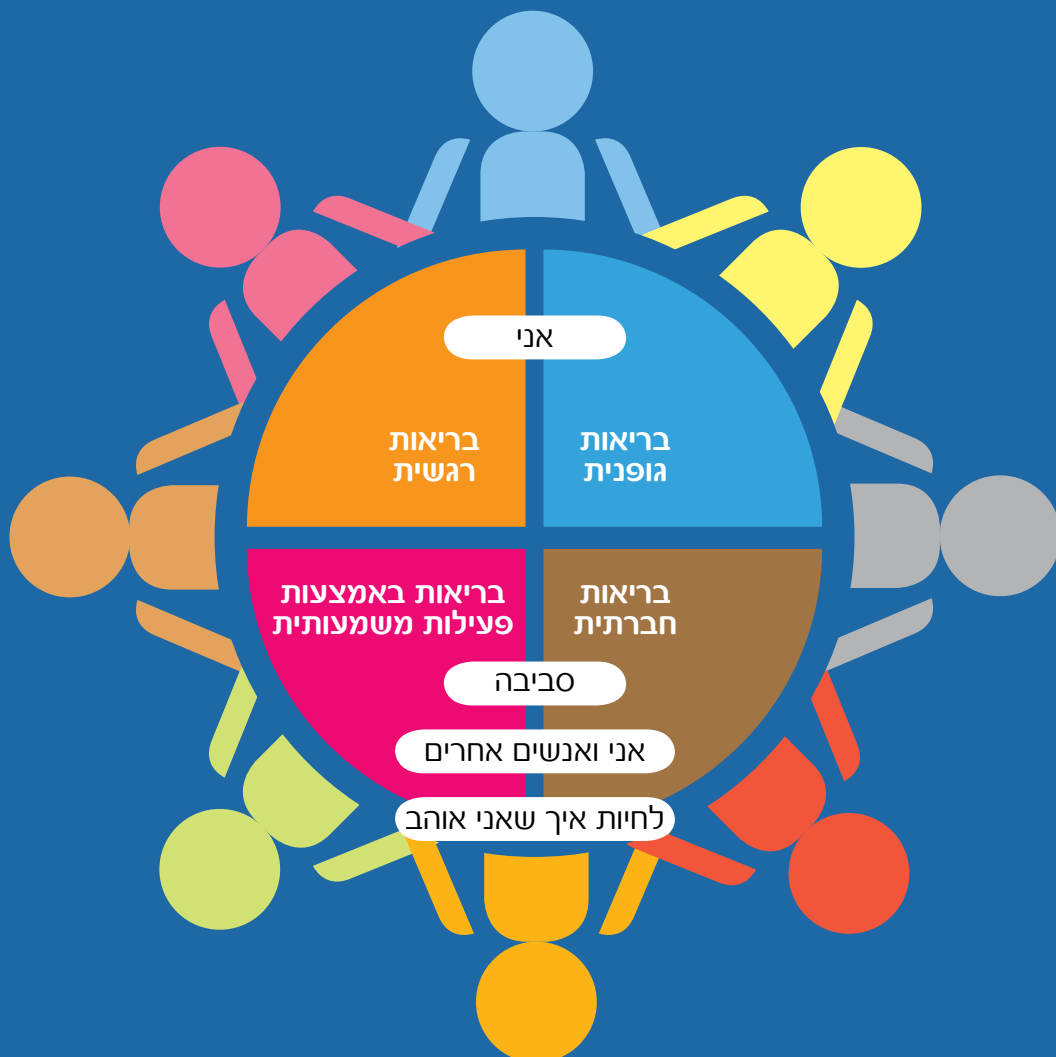 אני
בריאות
גופנית
בריאות
רגשית
בריאות
חברתית
בריאות באמצעות
פעילות משמעותית
סביבה
אני ואנשים אחרים
לחיות איך שאני אוהב